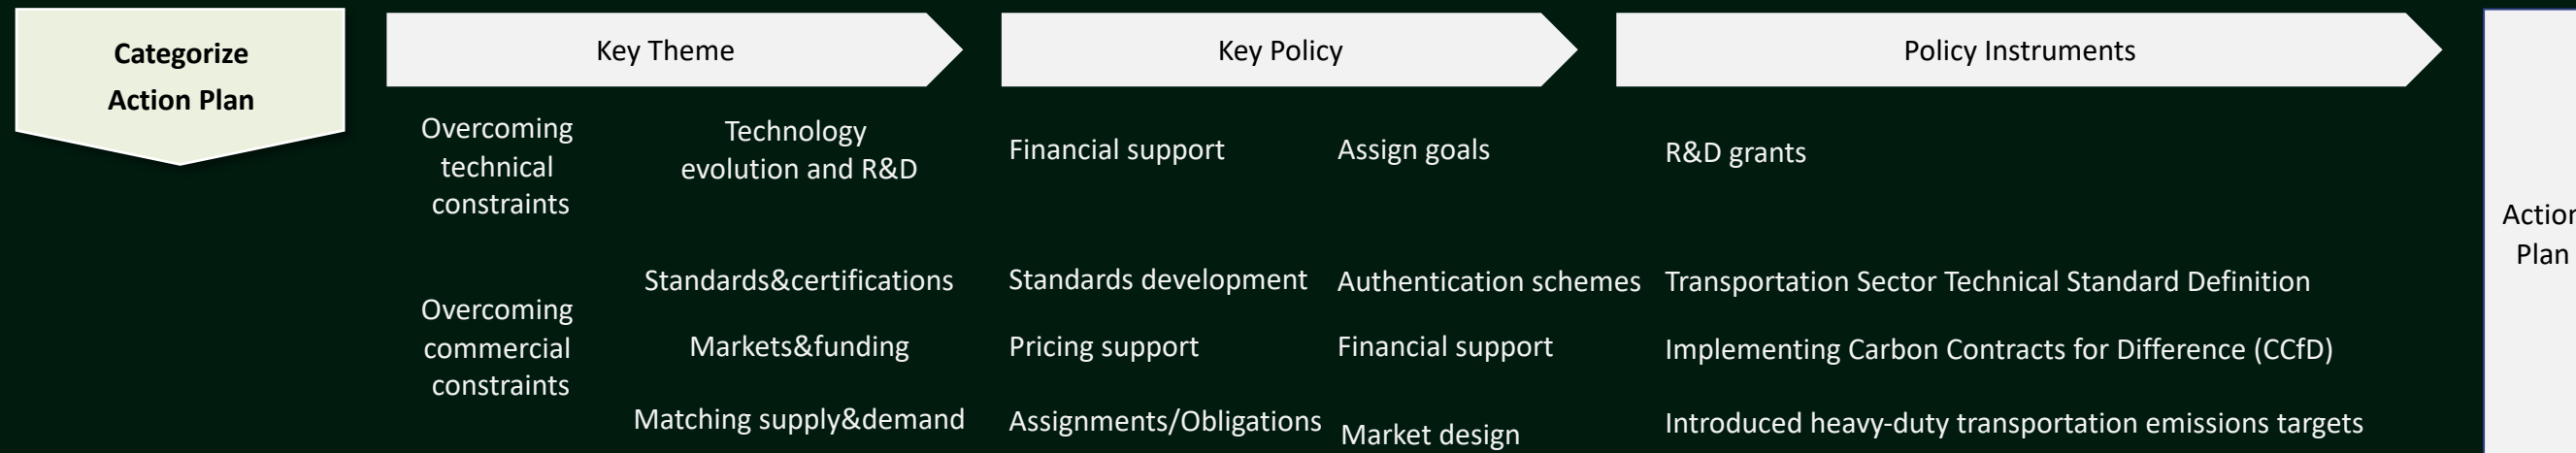 Categorize
Action Plan
Key Theme
Key Policy
Policy Instruments
Overcoming
technical
constraints
Technology
evolution and R&D
Financial support
Assign goals
R&D grants
Overcoming
commercial
constraints
Standards&certifications
Standards development
Authentication schemes
Transportation Sector Technical Standard Definition
Markets&funding
Pricing support
Financial support
Implementing Carbon Contracts for Difference (CCfD)
Matching supply&demand
Assignments/Obligations
Market design
Introduced heavy-duty transportation emissions targets
Action
Plan